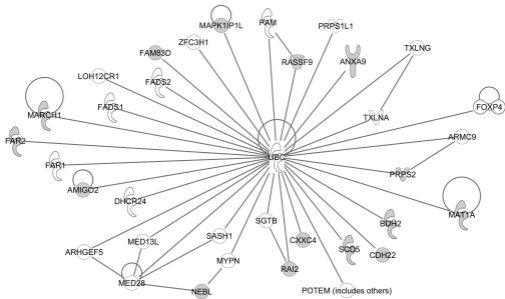 MAPK1IP1L
PAM
PRPS1L1
ZFC3H1
FAM83D
RASSF9
ANXA9
TXLNG
LOH12CR1
FADS2
FADS1
MARCH1
TXLNA
FOXP4
FAR2
UBC
ARMC9
FAR1
PRPS2
AMIGO2
DHCR24
MAT1A
BDH2
SGTB
SASH1
CXXC4
SCD5
CDH22
MED13L
ARHGEF5
MYPN
RAI2
MED28
NEBL
POTEM (includes others)